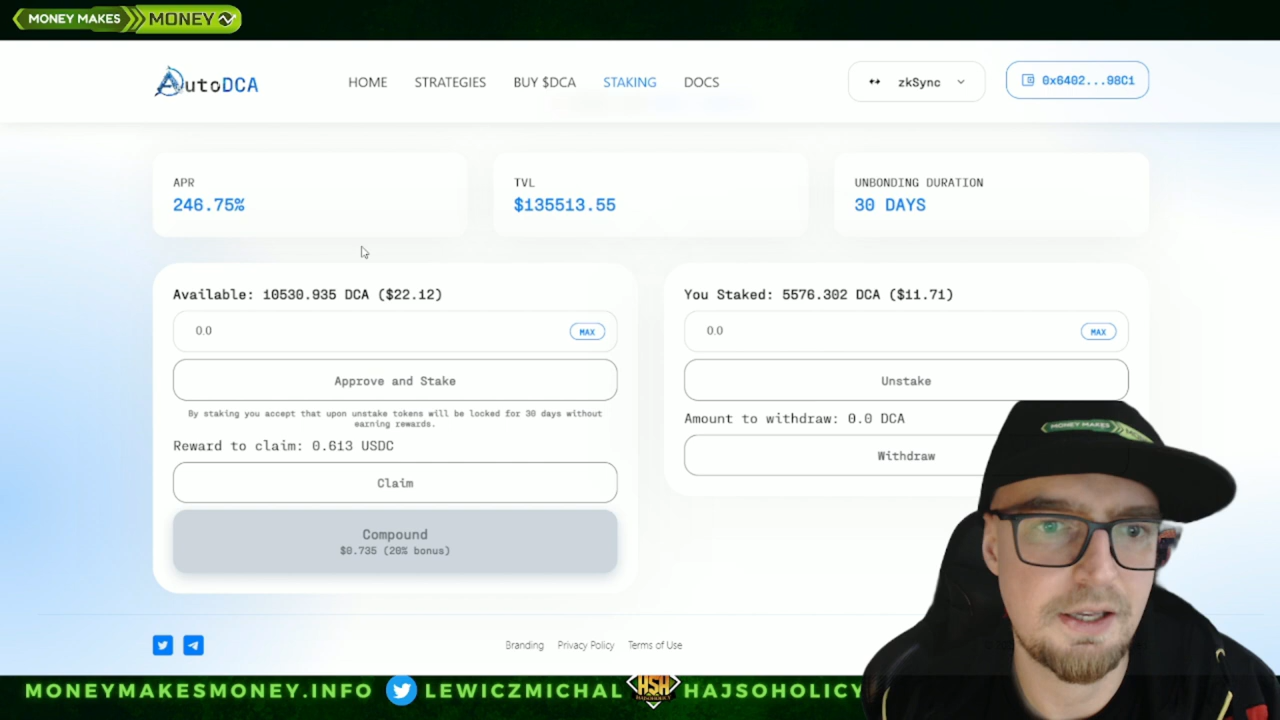 MONEY MAKES MONEY
AutoDCA
HOME
STRATEGIES
BUY $DCA
STAKING
DOCS
zkSync
0x6402...98C1
APR
246.75%
TVL
$135513.55
UNBONDING DURATION
30 DAYS
Available: 10530.935 DCA ($22.12)
0.0
MAX
Approve and Stake
By staking you accept that upon unstake tokens will be locked for 30 days without
earning rewards.
Reward to claim: 0.613 USDC
Claim
Compound
$0.735 (20% bonus)
You Staked: 5576.302 DCA ($11.71)
0.0
MAX
Unstake
Amount to withdraw: 0.0 DCA
Withdraw
MONEY MAKES
Branding
Privacy Policy
Terms of Use
MONEYMAKESMONEY.INFO
LEWICZMICHAL
HSH
HAJSOHOLICY